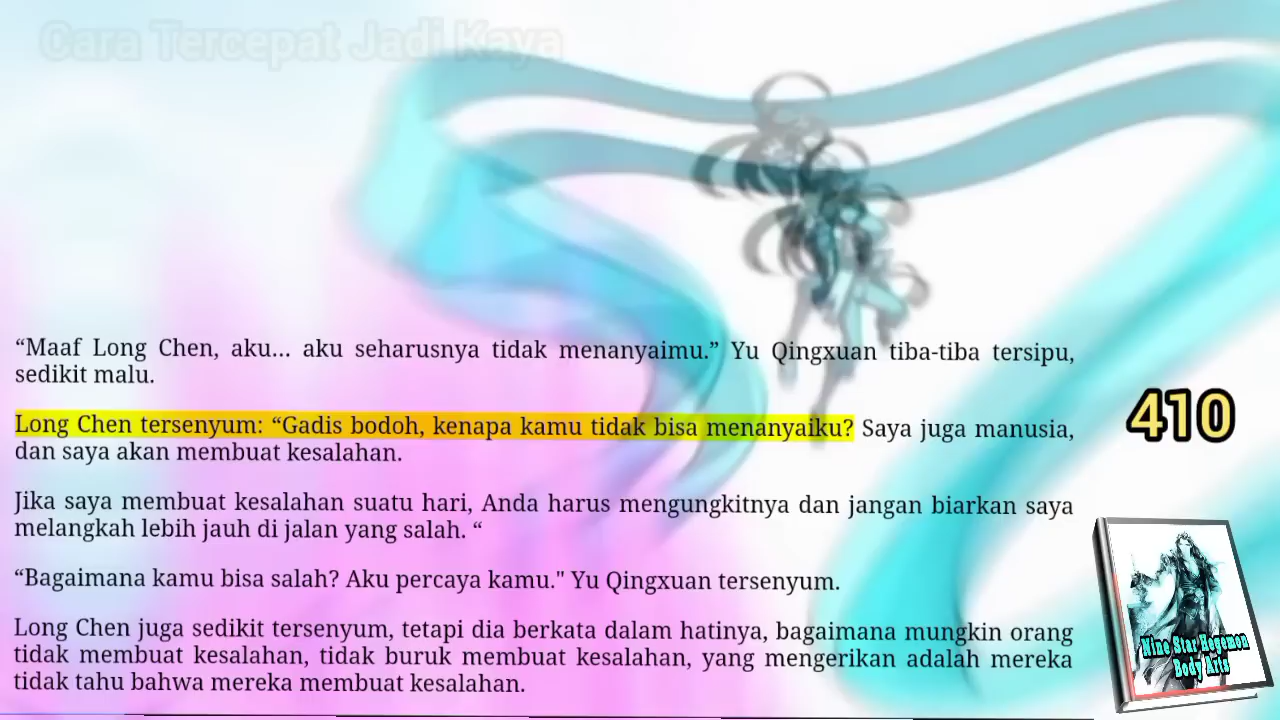 Cara Tercepat Jadi Kaya
“Maaf Long Chen, aku... aku seharusnya tidak menanyaimu.” Yu Qingxuan tiba-tiba tersipu,
sedikit malu.
Long Chen tersenyum: “Gadis bodoh, kenapa kamu tidak bisa menanyaiku? Saya juga manusia,
dan saya akan membuat kesalahan.
410
Jika saya membuat kesalahan suatu hari, Anda harus mengungkitnya dan jangan biarkan saya
melangkah lebih jauh di jalan yang salah. “
“Bagaimana kamu bisa salah? Aku percaya kamu." Yu Qingxuan tersenyum.
Long Chen juga sedikit tersenyum, tetapi dia berkata dalam hatinya, bagaimana mungkin orang
tidak membuat kesalahan, tidak buruk membuat kesalahan, yang mengerikan adalah mereka
tidak tahu bahwa mereka membuat kesalahan.
Nine Star Hegemon
Body Arts